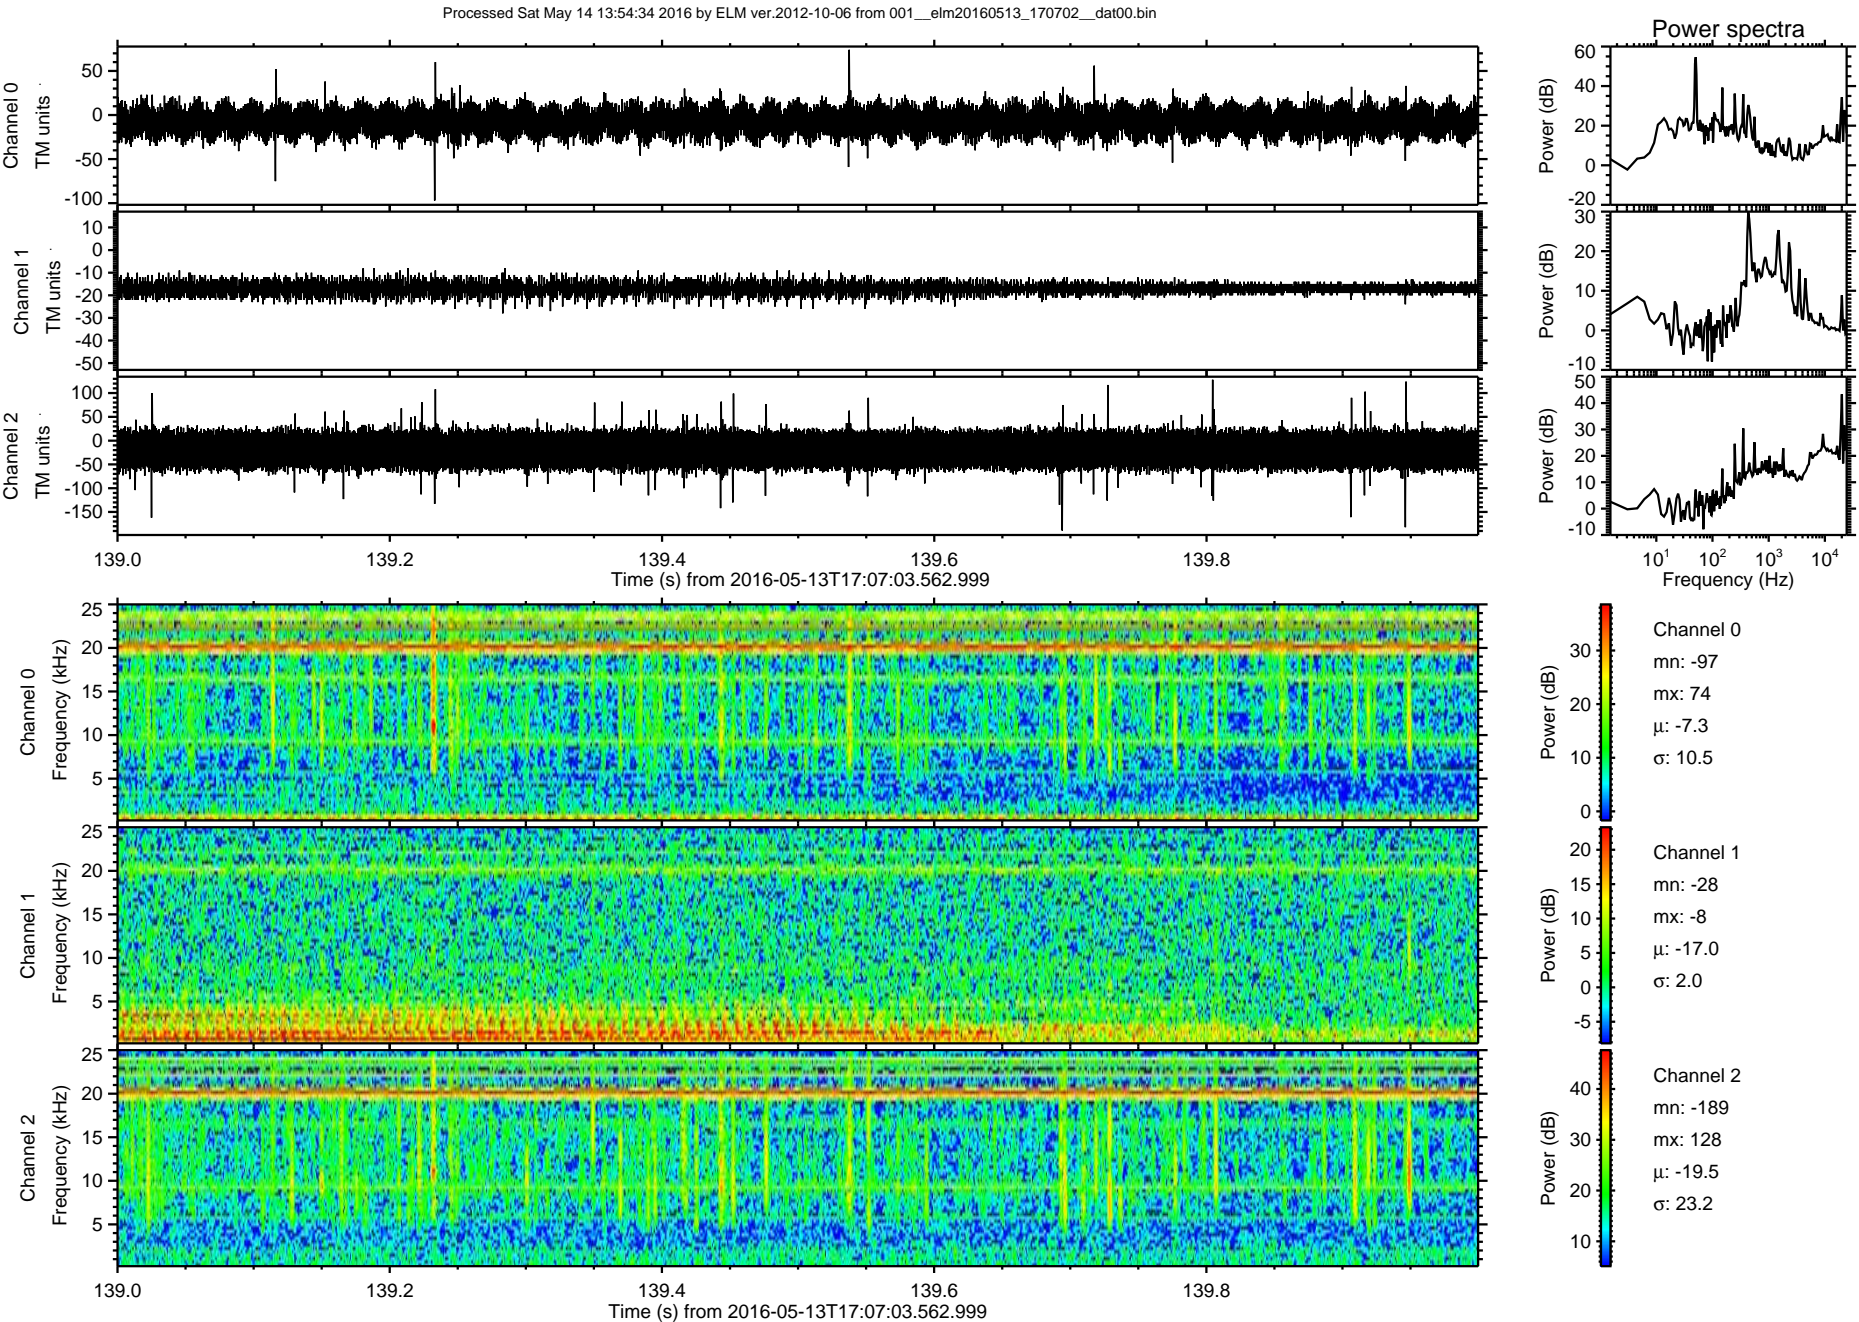 Processed Sat May 14 13:54:34 2016 by ELM ver.2012-10-06 from 001__elm20160513_170702__dat00.bin
Power spectra
Channel 0
TM units
50
0
-50
-100
Power (dB)
60
40
20
0
-20
Channel 1
TM units
10
0
-10
-20
-30
-40
-50
Power (dB)
30
20
10
0
-10
Channel 2
TM units
100
50
0
-50
-100
-150
Power (dB)
50
40
30
20
10
0
-10
139.0 139.2 139.4 139.6 139.8
Time (s) from 2016-05-13T17:07:03.562.999
10¹ 10² 10³ 10⁴
Frequency (Hz)
Channel 0
Frequency (kHz)
25
20
15
10
5
Power (dB)
30
20
10
0
Channel 0
mn: -97
mx: 74
μ: -7.3
σ: 10.5
Channel 1
Frequency (kHz)
25
20
15
10
5
Power (dB)
20
15
10
5
0
-5
Channel 1
mn: -28
mx: -8
μ: -17.0
σ: 2.0
Channel 2
Frequency (kHz)
25
20
15
10
5
Power (dB)
40
30
20
10
Channel 2
mn: -189
mx: 128
μ: -19.5
σ: 23.2
139.0 139.2 139.4 139.6 139.8
Time (s) from 2016-05-13T17:07:03.562.999